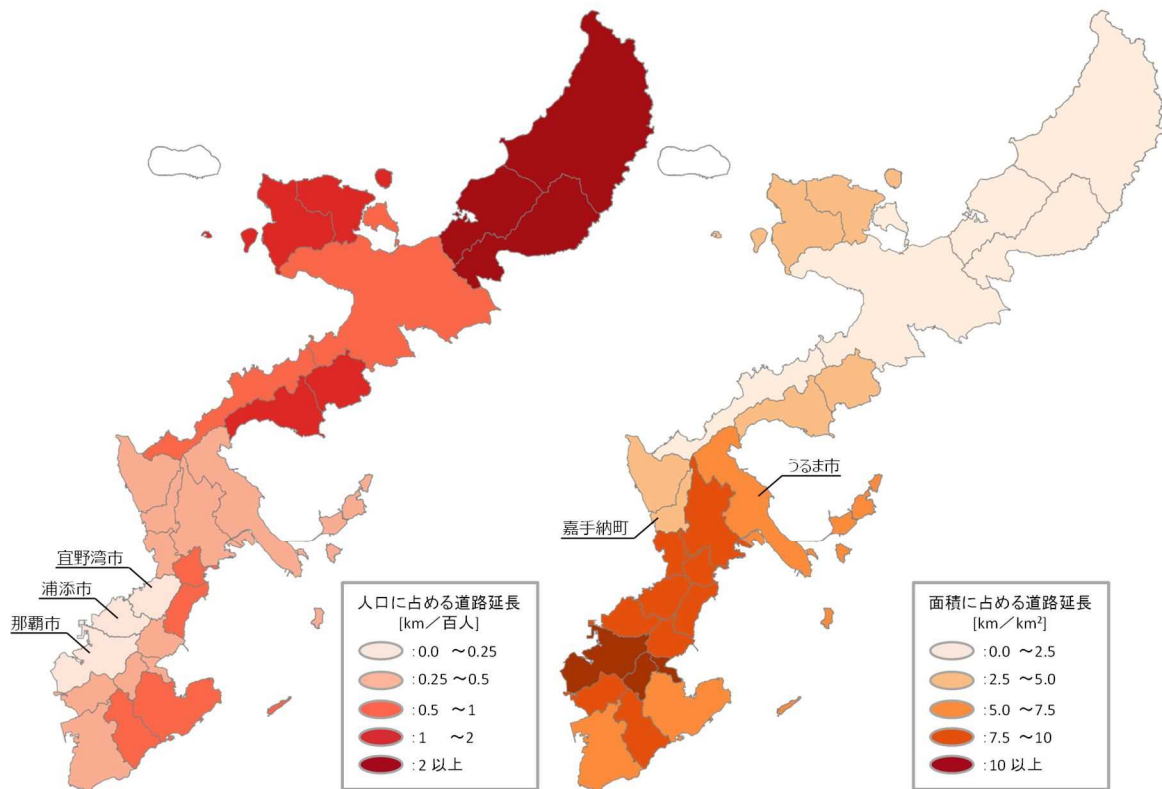 宜野湾市
浦添市
那覇市
人口に占める道路延長
[km／百人]
:0.0 ～0.25
:0.25 ～0.5
:0.5 ～1
:1 ～2
:2 以上
うるま市
嘉手納町
面積に占める道路延長
[km／km²]
:0.0 ～2.5
:2.5 ～5.0
:5.0 ～7.5
:7.5 ～10
:10 以上